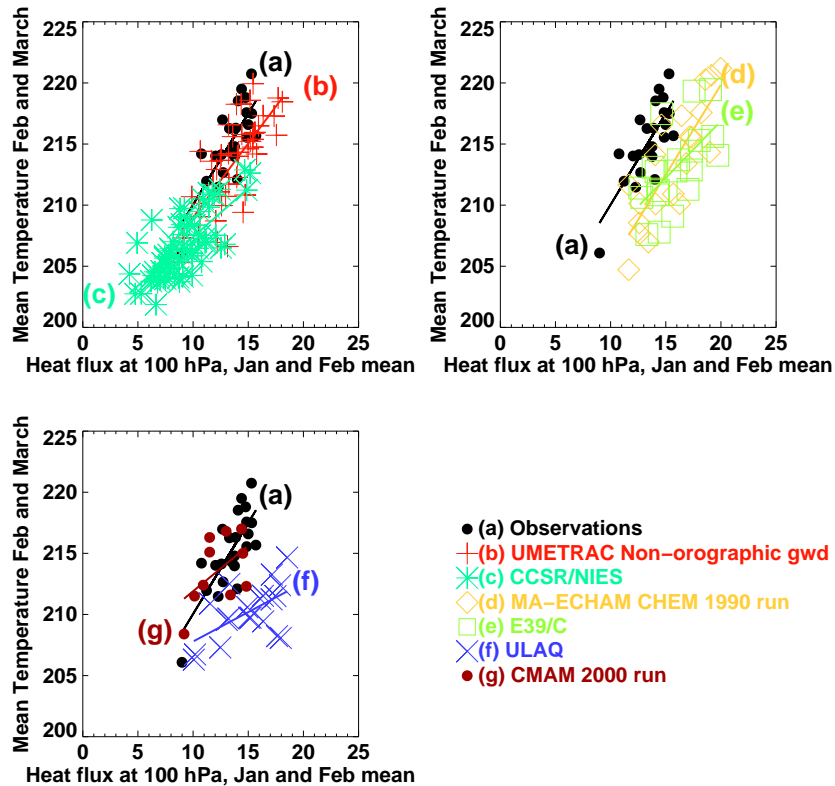 Mean Temperature Feb and March
225
220
215
210
205
200
0 5 10 15 20 25
Heat flux at 100 hPa, Jan and Feb mean
(a)
(b)
(c)
Mean Temperature Feb and March
225
220
215
210
205
200
0 5 10 15 20 25
Heat flux at 100 hPa, Jan and Feb mean
(d)
(e)
(a)
Mean Temperature Feb and March
225
220
215
210
205
200
0 5 10 15 20 25
Heat flux at 100 hPa, Jan and Feb mean
(a)
(f)
(g)
(a) Observations
(b) UMETRAC Non-orographic gwd
(c) CCSR/NIES
(d) MA-ECHAM CHEM 1990 run
(e) E39/C
(f) ULAQ
(g) CMAM 2000 run